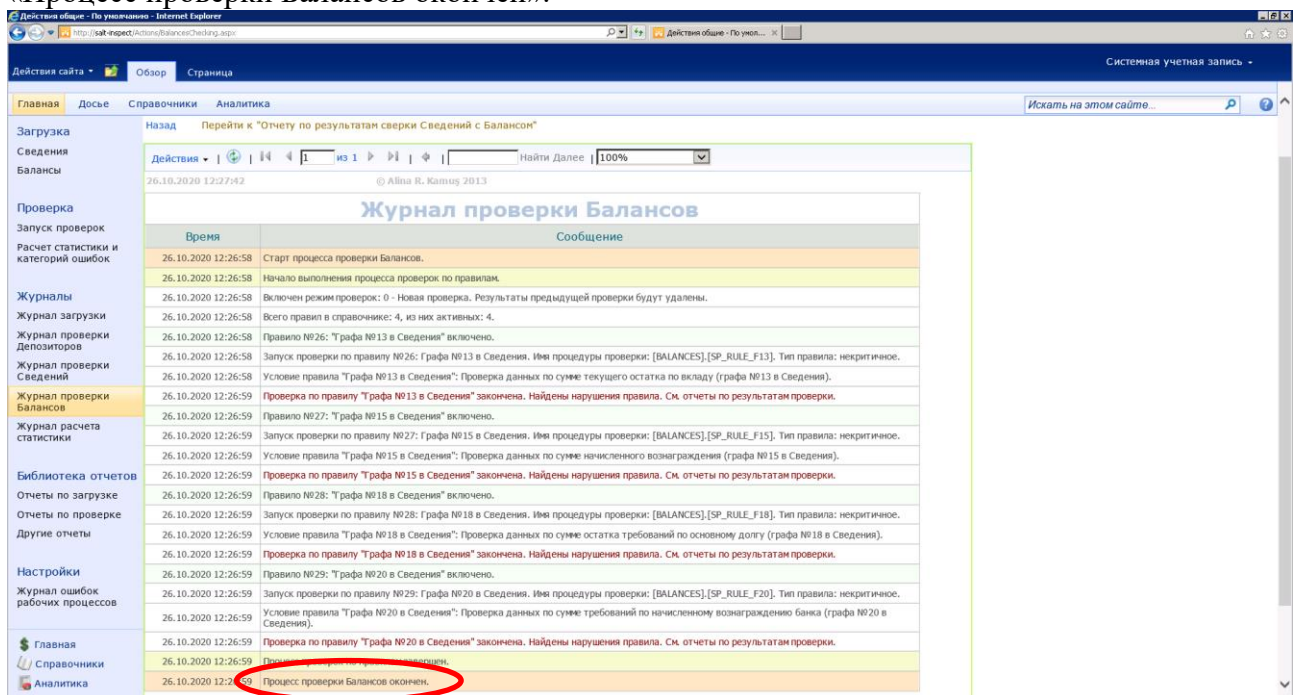 «Процесс проверки Балансов окончен».
Действия общие - По умолчанию - Internet Explorer
http://salt-inspect/Actions/BalancesChecking.aspx
Действия общие - По умол...
Системная учетная запись
Действия сайта
Обзор
Страница
Главная Досье Справочники Аналитика
Искать на этом сайте...
Загрузка
Сведения
Балансы
Проверка
Запуск проверок
Расчет статистики и
категорий ошибок
Журналы
Журнал загрузки
Журнал проверки
Депозиторов
Журнал проверки
Сведений
Журнал проверки
Балансов
Журнал расчета
статистики
Библиотека отчетов
Отчеты по загрузке
Отчеты по проверке
Другие отчеты
Настройки
Журнал ошибок
рабочих процессов
Главная
Справочники
Аналитика
Назад Перейти к "Отчету по результатам сверки Сведений с Балансом"
Действия | 1 из 1 | Найти Далее | 100%
26.10.2020 12:27:42 © Alina R. Kamuş 2013
Журнал проверки Балансов
Время Сообщение
26.10.2020 12:26:58 Старт процесса проверки Балансов.
26.10.2020 12:26:58 Начало выполнения процесса проверок по правилам.
26.10.2020 12:26:58 Включен режим проверок: 0 - Новая проверка. Результаты предыдущей проверки будут удалены.
26.10.2020 12:26:58 Всего правил в справочнике: 4, из них активных: 4.
26.10.2020 12:26:58 Правило №26: "Графа №13 в Сведения" включено.
26.10.2020 12:26:58 Запуск проверки по правилу №26: Графа №13 в Сведения. Имя процедуры проверки: [BALANCES].[SP_RULE_F13]. Тип правила: некритичное.
26.10.2020 12:26:58 Условие правила "Графа №13 в Сведения": Проверка данных по сумме текущего остатка по вкладу (графа №13 в Сведения).
26.10.2020 12:26:59 Проверка по правилу "Графа №13 в Сведения" закончена. Найдены нарушения правила. См. отчеты по результатам проверки.
26.10.2020 12:26:59 Правило №27: "Графа №15 в Сведения" включено.
26.10.2020 12:26:59 Запуск проверки по правилу №27: Графа №15 в Сведения. Имя процедуры проверки: [BALANCES].[SP_RULE_F15]. Тип правила: некритичное.
26.10.2020 12:26:59 Условие правила "Графа №15 в Сведения": Проверка данных по сумме начисленного вознаграждения (графа №15 в Сведения).
26.10.2020 12:26:59 Проверка по правилу "Графа №15 в Сведения" закончена. Найдены нарушения правила. См. отчеты по результатам проверки.
26.10.2020 12:26:59 Правило №28: "Графа №18 в Сведения" включено.
26.10.2020 12:26:59 Запуск проверки по правилу №28: Графа №18 в Сведения. Имя процедуры проверки: [BALANCES].[SP_RULE_F18]. Тип правила: некритичное.
26.10.2020 12:26:59 Условие правила "Графа №18 в Сведения": Проверка данных по сумме остатка требований по основному долгу (графа №18 в Сведения).
26.10.2020 12:26:59 Проверка по правилу "Графа №18 в Сведения" закончена. Найдены нарушения правила. См. отчеты по результатам проверки.
26.10.2020 12:26:59 Правило №29: "Графа №20 в Сведения" включено.
26.10.2020 12:26:59 Запуск проверки по правилу №29: Графа №20 в Сведения. Имя процедуры проверки: [BALANCES].[SP_RULE_F20]. Тип правила: некритичное.
26.10.2020 12:26:59 Условие правила "Графа №20 в Сведения": Проверка данных по сумме требований по начисленному вознаграждению банка (графа №20 в
Сведения).
26.10.2020 12:26:59 Проверка по правилу "Графа №20 в Сведения" закончена. Найдены нарушения правила. См. отчеты по результатам проверки.
26.10.2020 12:26:59 Процесс проверок по правилам завершен.
26.10.2020 12:26:59 Процесс проверки Балансов окончен.